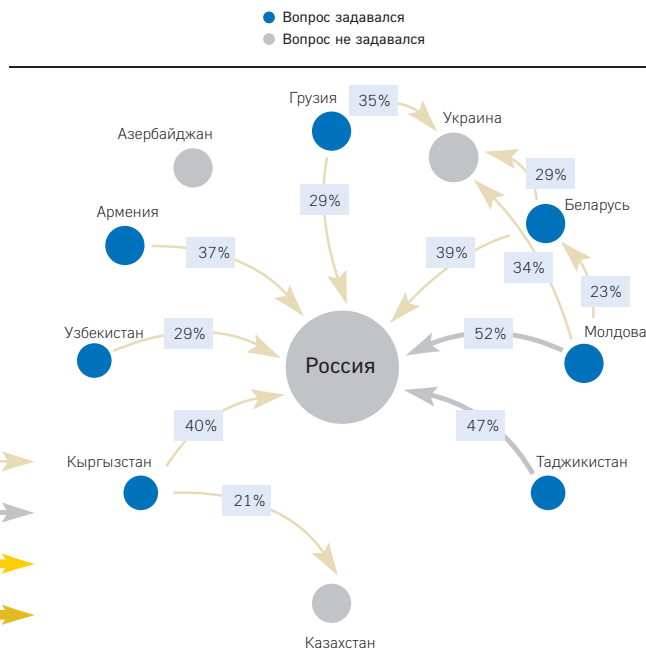 Вопрос задавался
Вопрос не задавался
Грузия
35%
Украина
Азербайджан
29%
29%
Беларусь
Армения
37%
39%
34%
23%
Узбекистан
29%
52%
Молдова
Россия
40%
47%
Кыргызстан
Таджикистан
21%
Казахстан